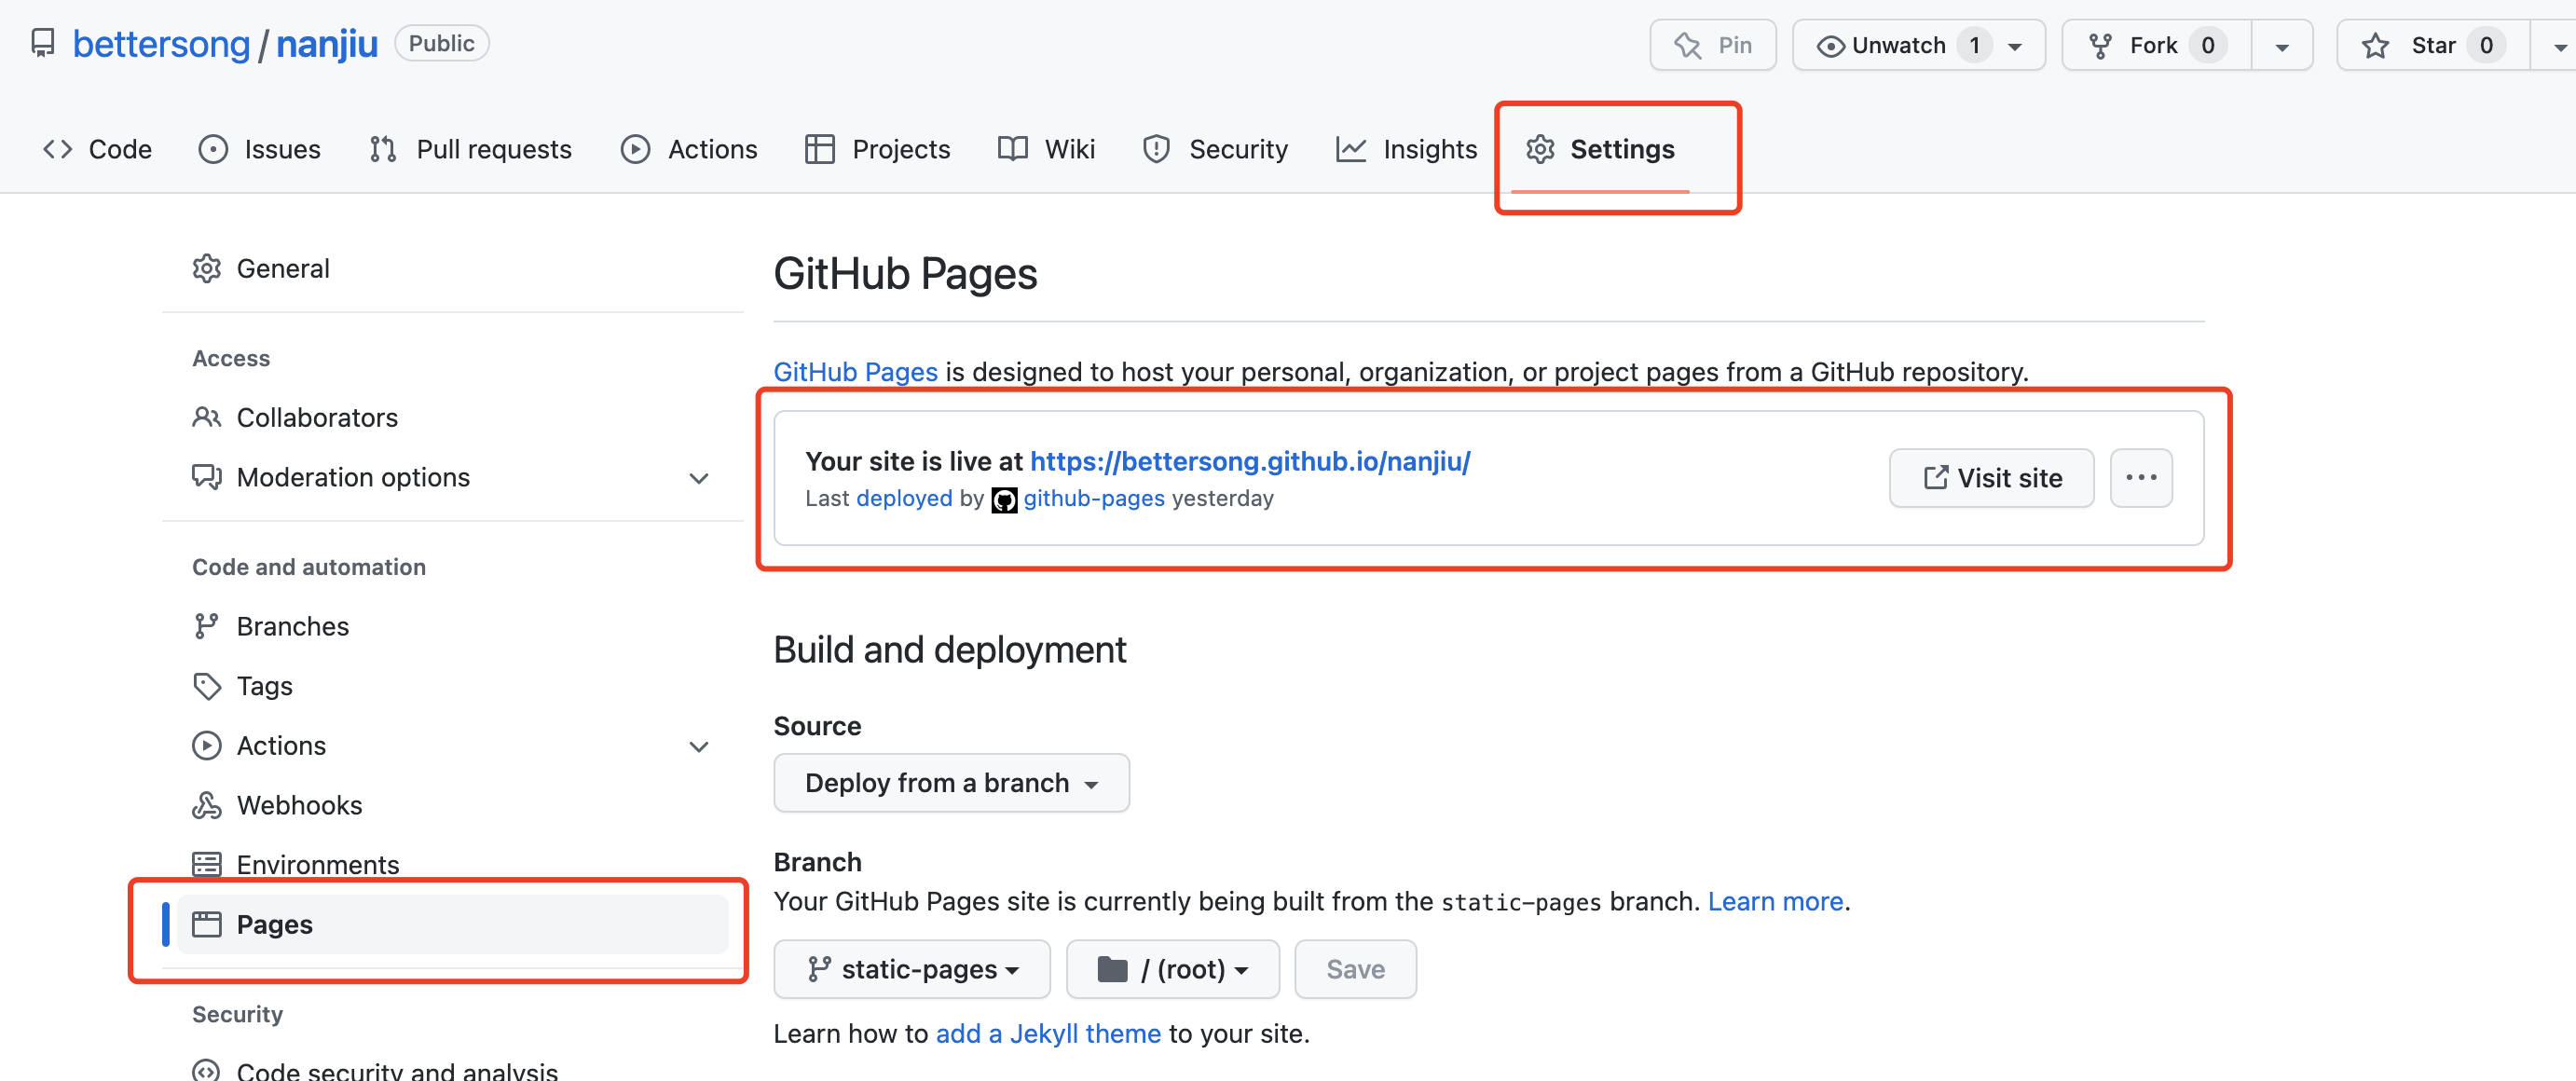 bettersong / nanjiu Public
Pin Unwatch 1 Fork 0 Star 0
Code Issues Pull requests Actions Projects Wiki Security Insights Settings
General
Access
Collaborators
Moderation options
Code and automation
Branches
Tags
Actions
Webhooks
Environments
Pages
Security
Code security and analysis
GitHub Pages
GitHub Pages is designed to host your personal, organization, or project pages from a GitHub repository.
Your site is live at https://bettersong.github.io/nanjiu/
Last deployed by github-pages yesterday
Visit site
Build and deployment
Source
Deploy from a branch
Branch
Your GitHub Pages site is currently being built from the static-pages branch. Learn more.
static-pages / (root) Save
Learn how to add a Jekyll theme to your site.